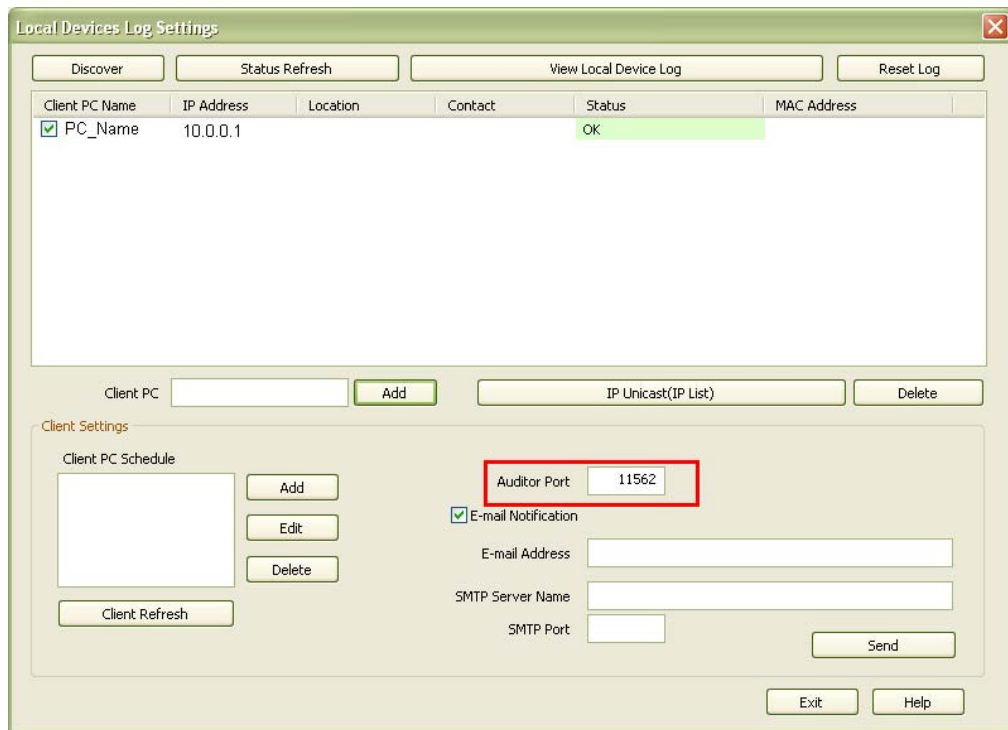 Local Devices Log Settings
Discover Status Refresh View Local Device Log Reset Log
Client PC Name IP Address Location Contact Status MAC Address
PC_Name 10.0.0.1 OK
Client PC Add IP Unicast(IP List) Delete
Client Settings
Client PC Schedule
Add
Edit
Delete
Client Refresh
Auditor Port 11562
E-mail Notification
E-mail Address
SMTP Server Name
SMTP Port
Send
Exit Help